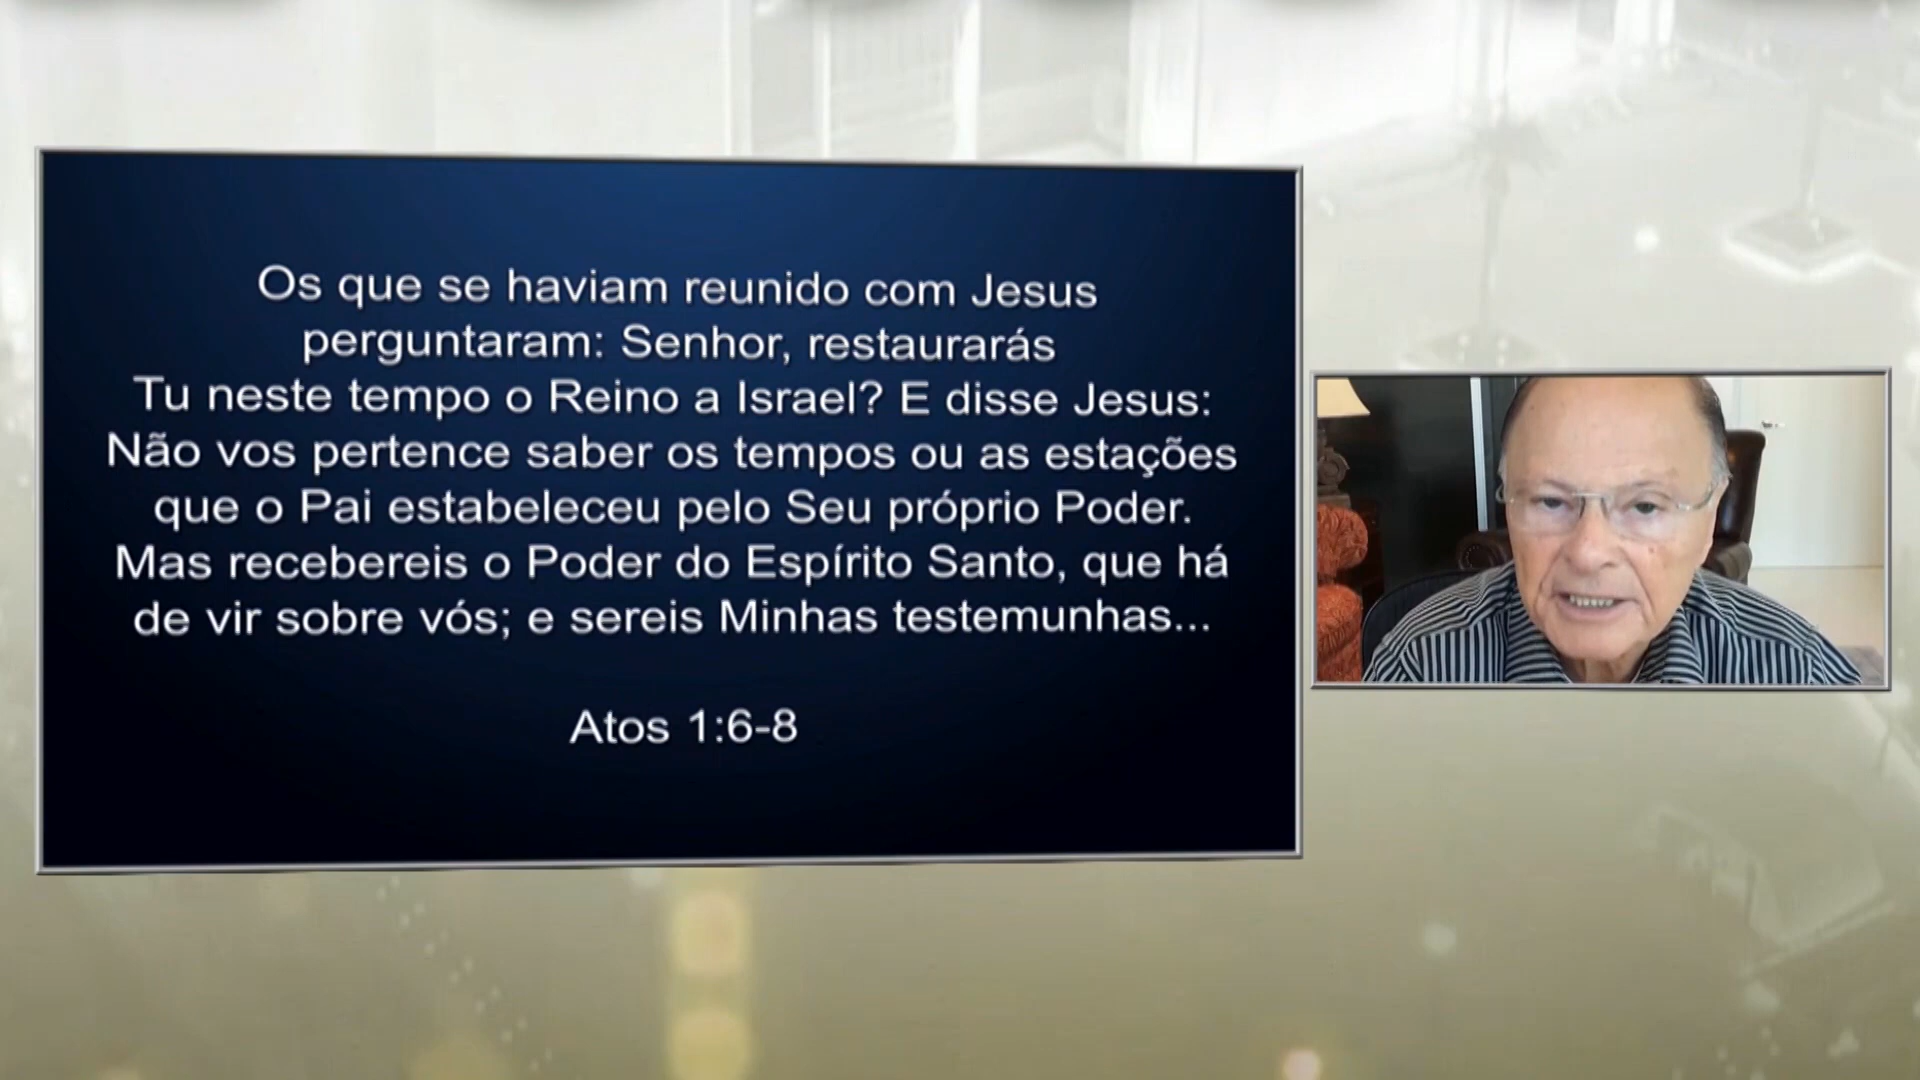 Os que se haviam reunido com Jesus
perguntaram: Senhor, restaurarás
Tu neste tempo o Reino a Israel? E disse Jesus:
Não vos pertence saber os tempos ou as estações
que o Pai estabeleceu pelo Seu próprio Poder.
Mas recebereis o Poder do Espírito Santo, que há
de vir sobre vós; e sereis Minhas testemunhas...
Atos 1:6-8